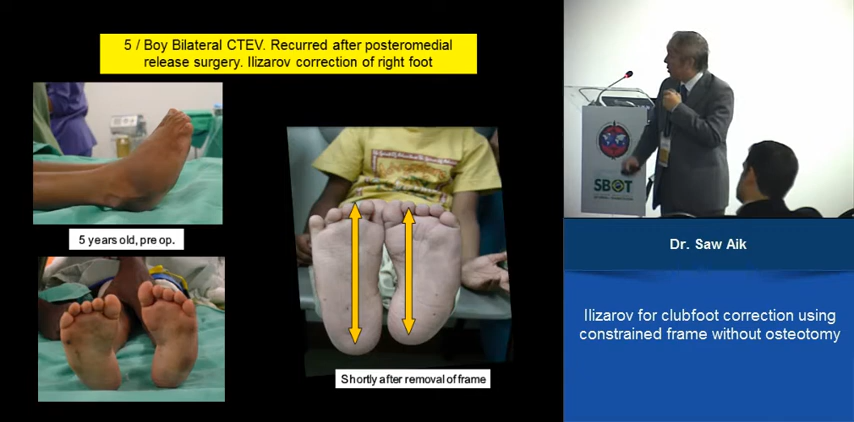 5 / Boy Bilateral CTEV. Recurred after posteromedial
release surgery. Ilizarov correction of right foot
5 years old, pre op.
Shortly after removal of frame
SBOT
Dr. Saw Aik
Ilizarov for clubfoot correction using
constrained frame without osteotomy